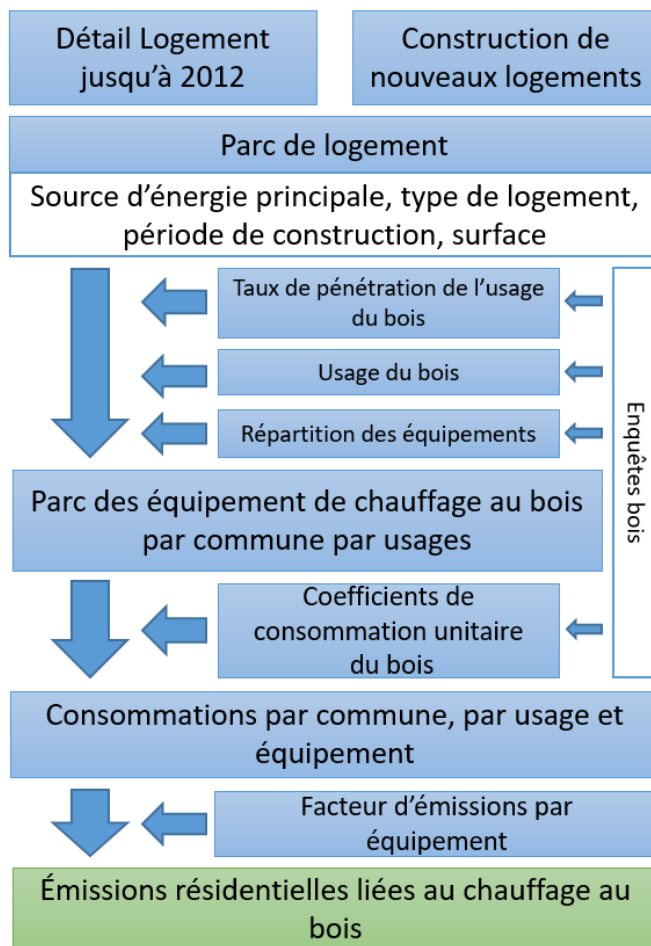 Détail Logement
jusqu'à 2012
Construction de
nouveaux logements
Parc de logement
Source d'énergie principale, type de logement,
période de construction, surface
Taux de pénétration de l'usage
du bois
Usage du bois
Répartition des équipements
Enquêtes bois
Parc des équipement de chauffage au bois
par commune par usages
Coefficients de
consommation unitaire
du bois
Consommations par commune, par usage et
équipement
Facteur d'émissions par
équipement
Émissions résidentielles liées au chauffage au
bois